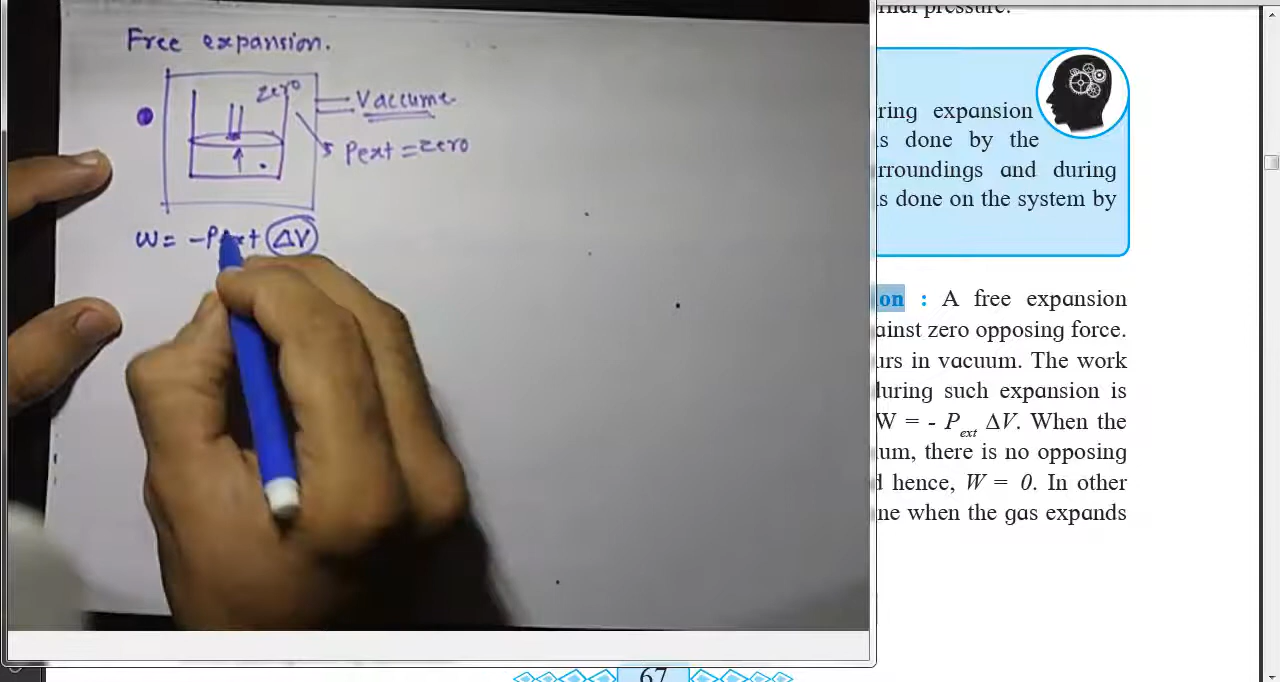 Free expansion.
zero
Vaccume
Pext = zero
W = -Pext ΔV
ring expansion
is done by the
rroundings and during
is done on the system by
on : A free expansion
ainst zero opposing force.
urs in vacuum. The work
during such expansion is
W = - Pext ΔV. When the
um, there is no opposing
d hence, W = 0. In other
ne when the gas expands
67